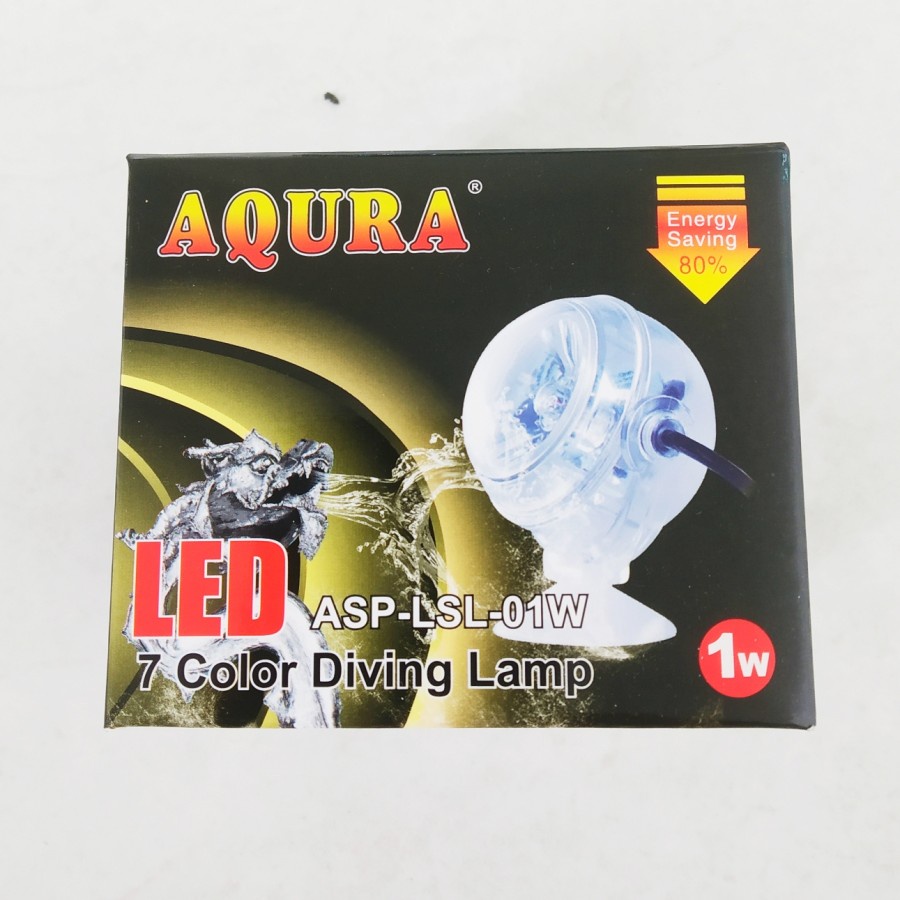 AQURA®
Energy
Saving
80%
LED ASP-LSL-01W
7 Color Diving Lamp
1W